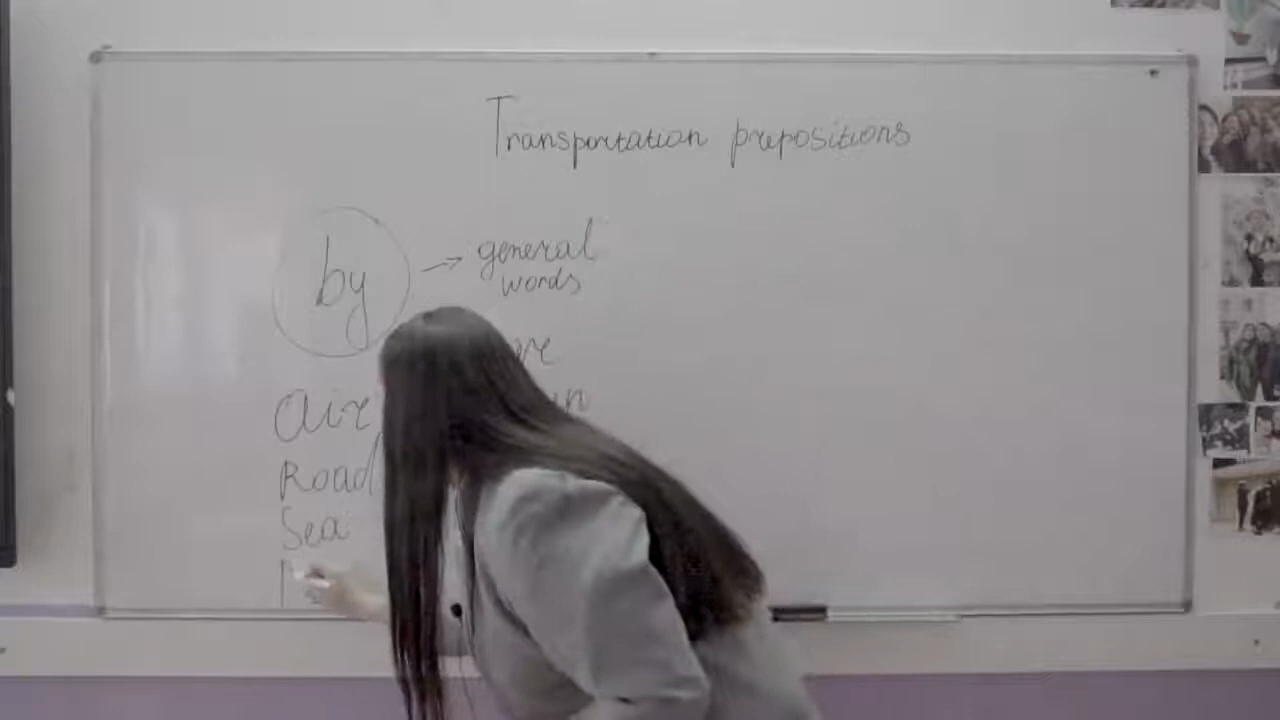 Transportation prepositions
by → general
words
Air
Road
Sea